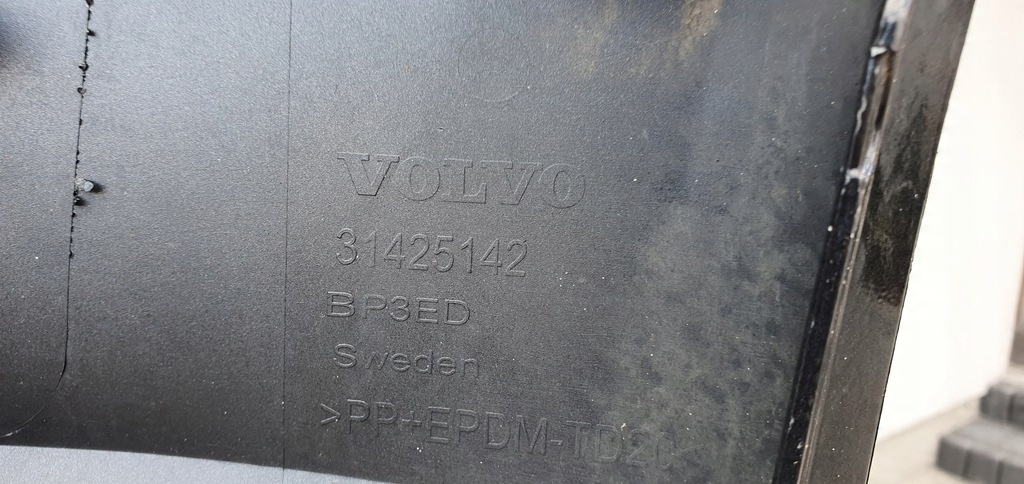 VOLVO
31425142
BP3ED
Sweden
>PP+EPDM-TD20<